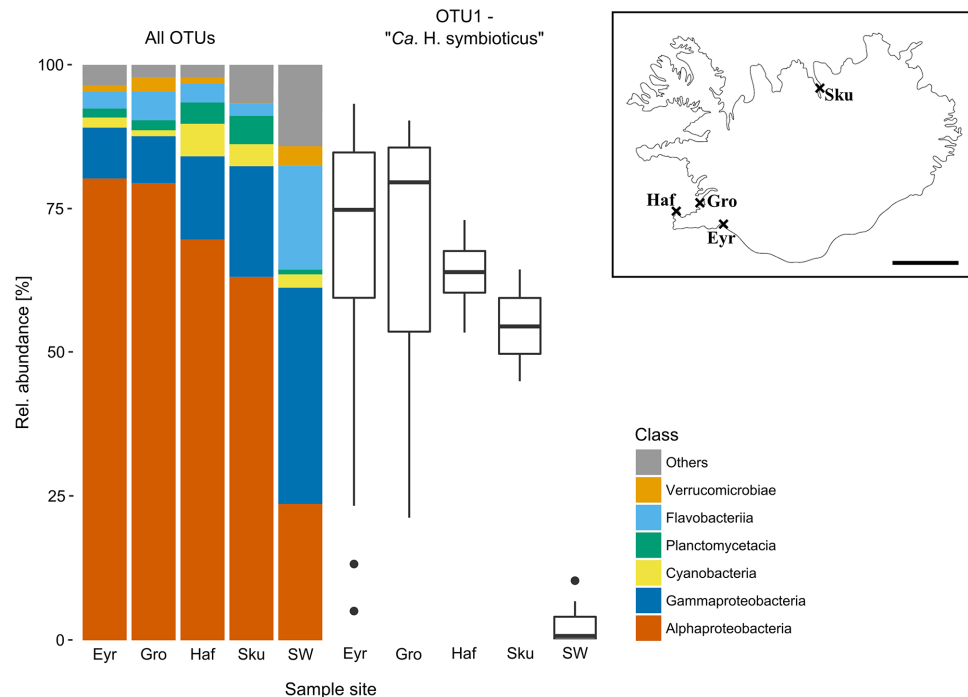 All OTUs
OTU1 -
"Ca. H. symbioticus"
Rel. abundance [%]
100
75
50
25
0
Eyr Gro Haf Sku SW
Eyr Gro Haf Sku SW
Sample site
Sku
Haf
Gro
Eyr
Class
Others
Verrucomicrobiae
Flavobacteriia
Planctomycetacia
Cyanobacteria
Gammaproteobacteria
Alphaproteobacteria